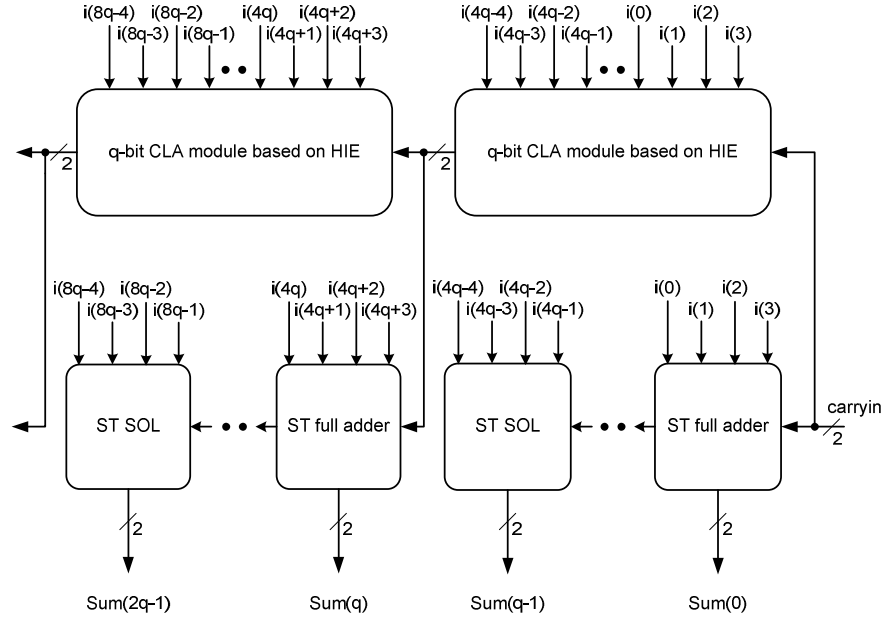 i(8q-4) i(8q-2) i(4q) i(4q+2) i(4q-4) i(4q-2) i(0) i(2)
i(8q-3) i(8q-1) i(4q+1) i(4q+3) i(4q-3) i(4q-1) i(1) i(3)
q-bit CLA module based on HIE q-bit CLA module based on HIE
2 2
i(8q-4) i(8q-2) i(4q) i(4q+2) i(4q-4) i(4q-2) i(0) i(2)
i(8q-3) i(8q-1) i(4q+1) i(4q+3) i(4q-3) i(4q-1) i(1) i(3)
carryin
ST SOL ST full adder ST SOL ST full adder
2
2 2 2 2
Sum(2q-1) Sum(q) Sum(q-1) Sum(0)